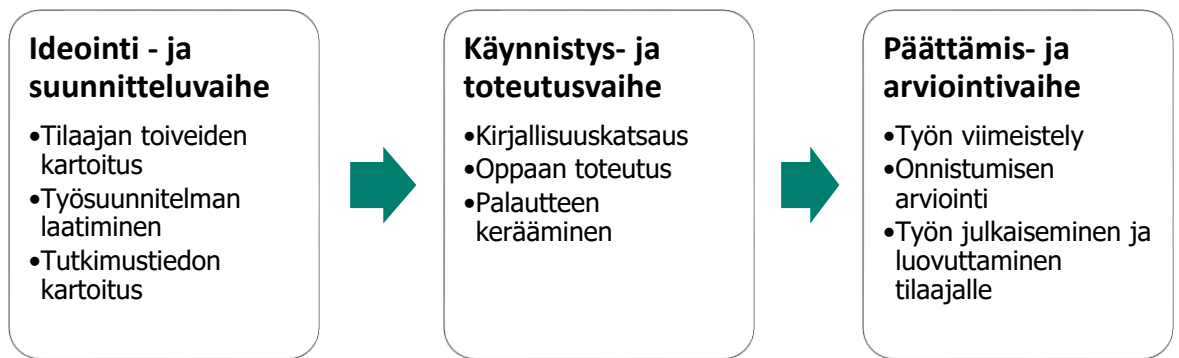 Ideointi - ja
suunnitteluvaihe
•Tilaajan toiveiden
kartoitus
•Työsuunnitelman
laatiminen
•Tutkimustiedon
kartoitus
Käynnistys- ja
toteutusvaihe
•Kirjallisuuskatsaus
•Oppaan toteutus
•Palautteen
kerääminen
Päättämis- ja
arviointivaihe
•Työn viimeistely
•Onnistumisen
arviointi
•Työn julkaiseminen ja
luovuttaminen
tilaajalle